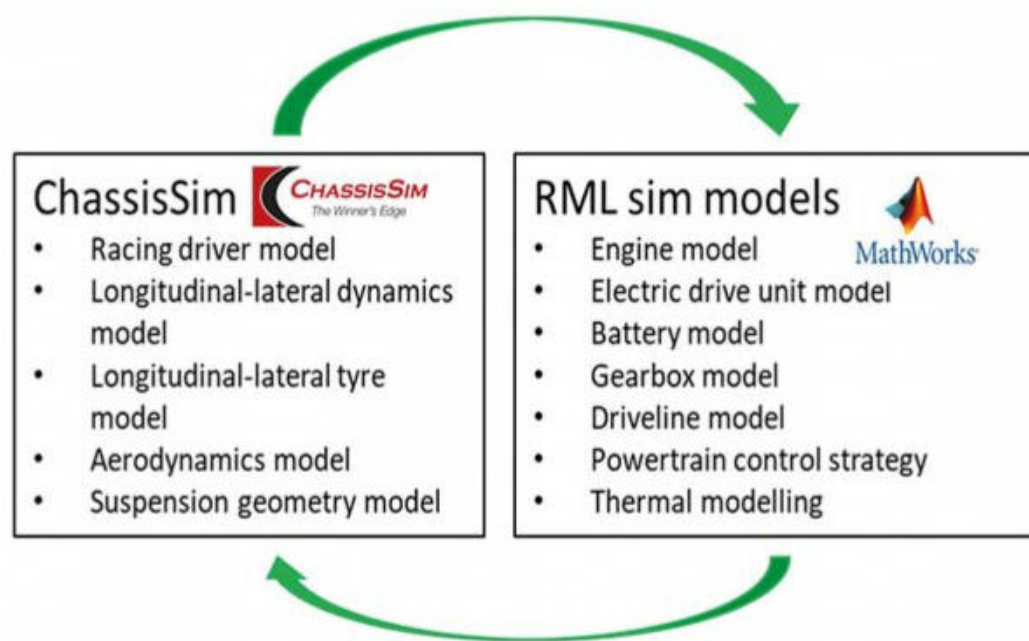 ChassisSim
CHASSISSIM
The Winner's Edge
• Racing driver model
• Longitudinal-lateral dynamics
model
• Longitudinal-lateral tyre
model
• Aerodynamics model
• Suspension geometry model
RML sim models
MathWorks
• Engine model
• Electric drive unit model
• Battery model
• Gearbox model
• Driveline model
• Powertrain control strategy
• Thermal modelling